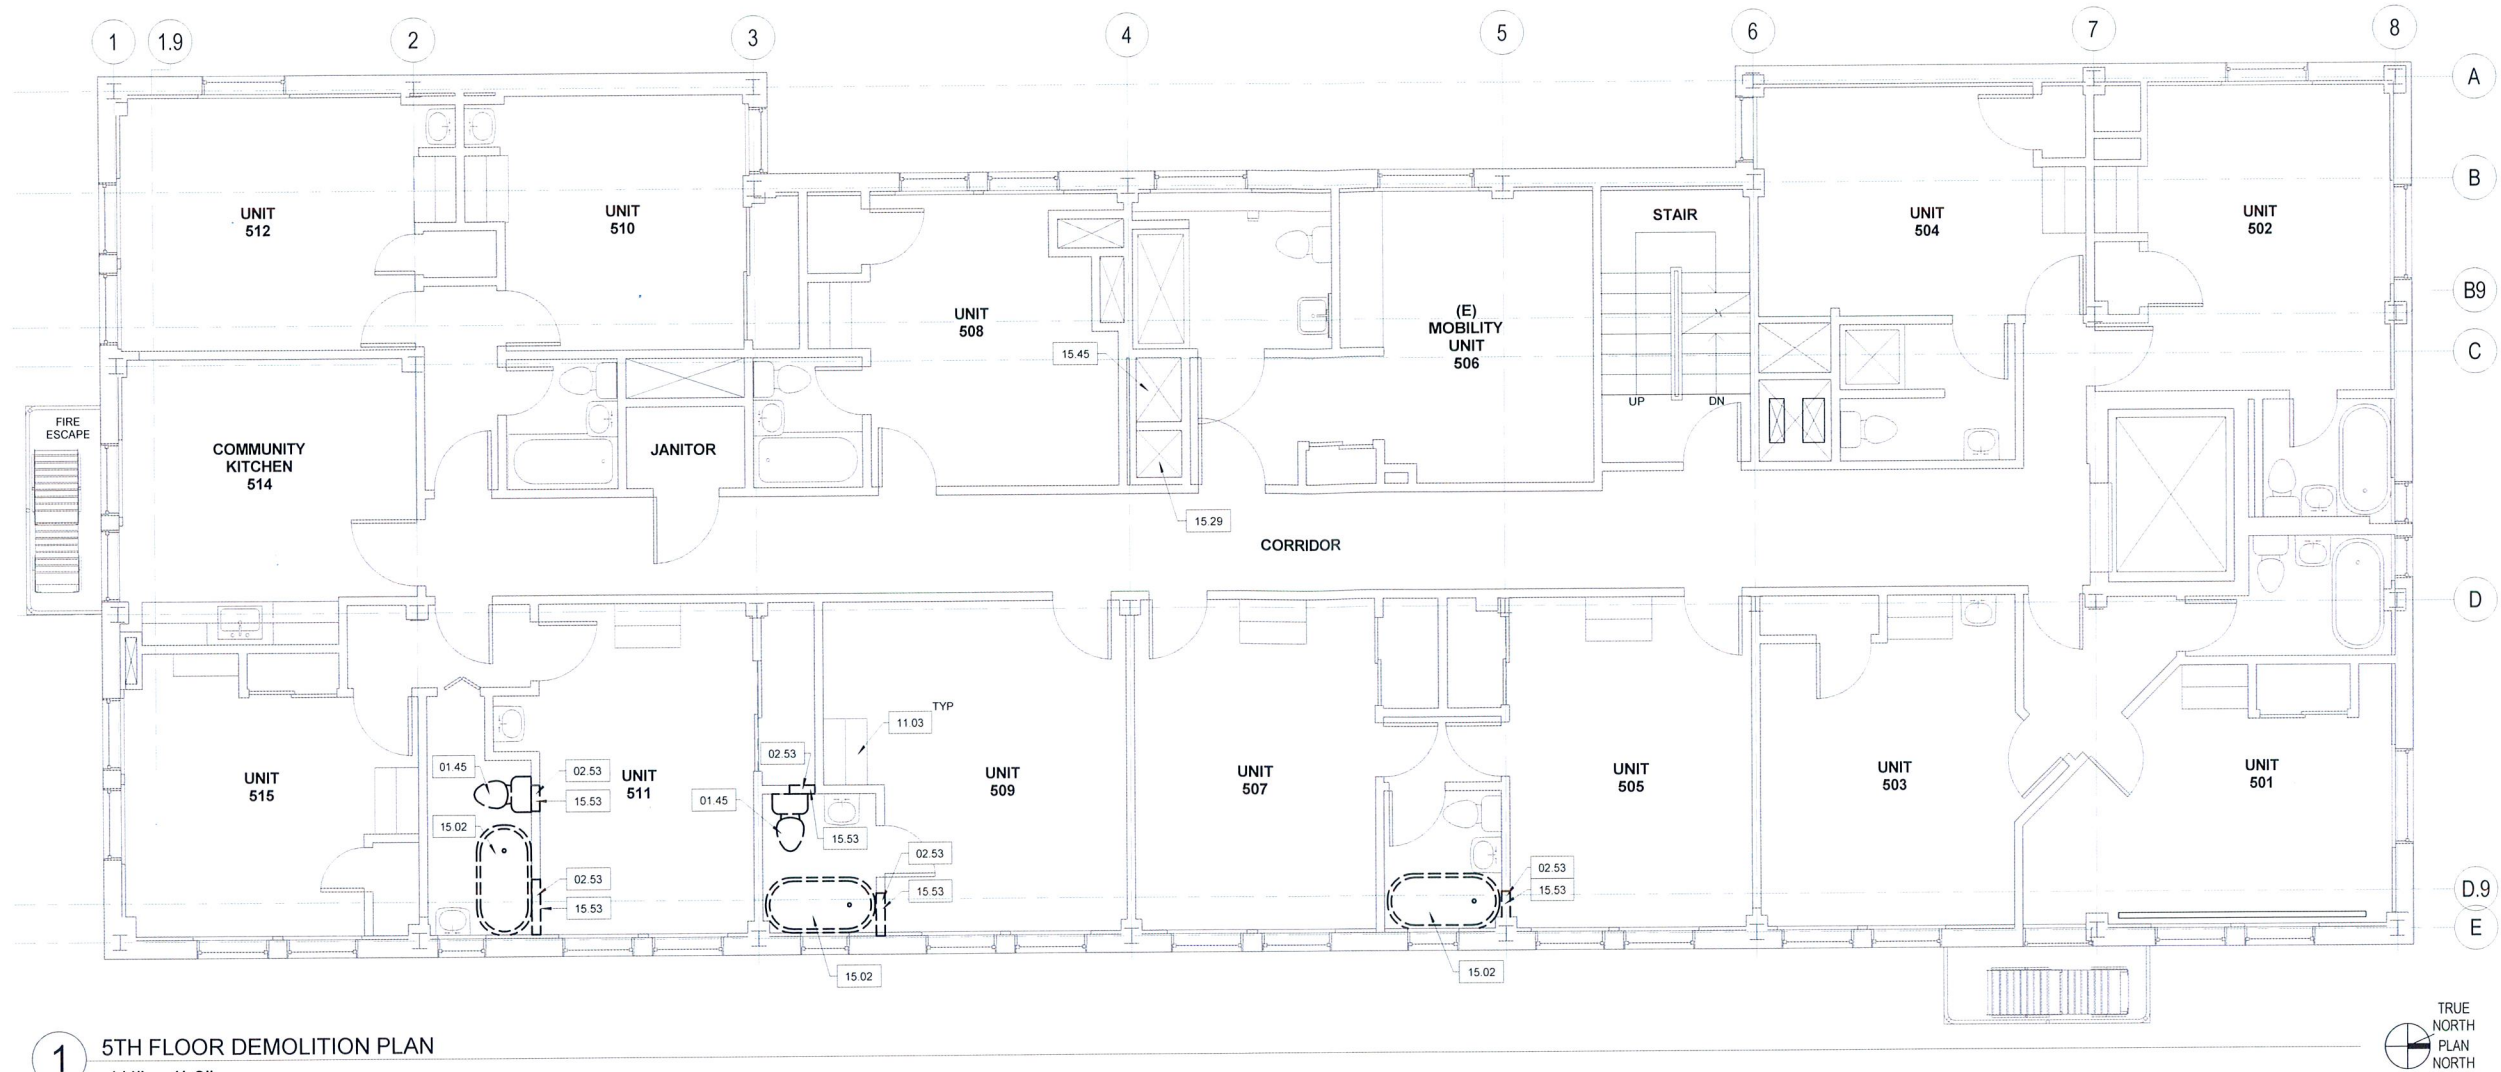 1
1.9
2
3
4
5
6
7
8
A
B
B9
C
D
D.9
E
UNIT
512
UNIT
510
UNIT
508
(E)
MOBILITY
UNIT
506
STAIR
UP
DN
UNIT
504
UNIT
502
15.45
15.29
FIRE
ESCAPE
COMMUNITY
KITCHEN
514
JANITOR
CORRIDOR
UNIT
515
01.45
02.53
15.53
15.02
02.53
15.53
UNIT
511
02.53
01.45
15.53
TYP
11.03
02.53
15.53
15.02
UNIT
509
UNIT
507
02.53
15.53
15.02
UNIT
505
UNIT
503
UNIT
501
1
5TH FLOOR DEMOLITION PLAN
TRUE
NORTH
PLAN
NORTH